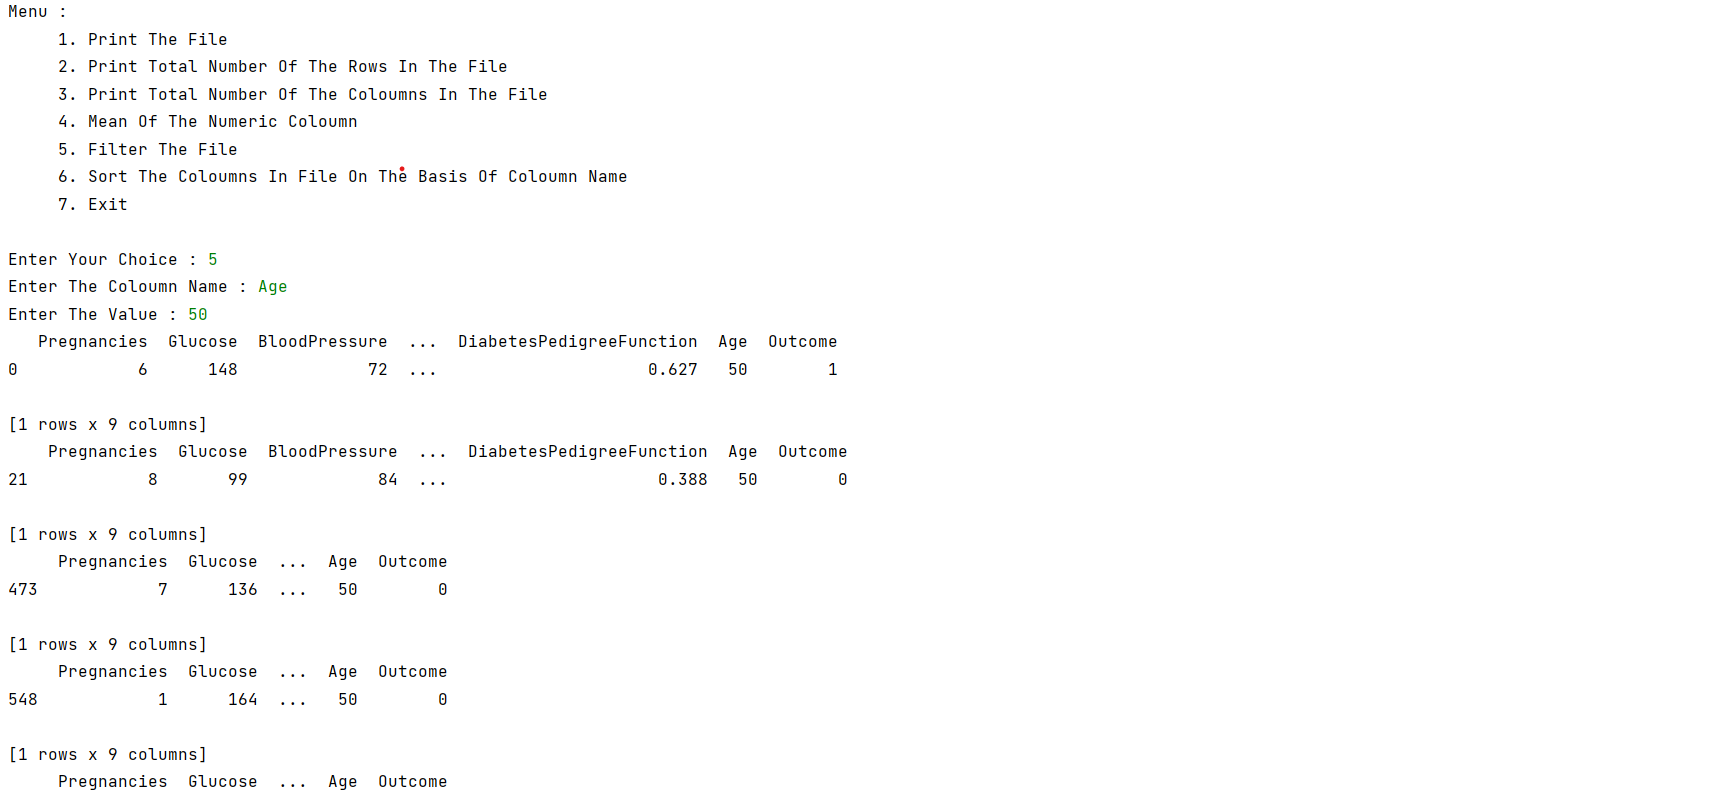 Menu :
1. Print The File
2. Print Total Number Of The Rows In The File
3. Print Total Number Of The Coloumns In The File
4. Mean Of The Numeric Coloumn
5. Filter The File
6. Sort The Coloumns In File On The Basis Of Coloumn Name
7. Exit
Enter Your Choice : 5
Enter The Coloumn Name : Age
Enter The Value : 50
Pregnancies Glucose BloodPressure ... DiabetesPedigreeFunction Age Outcome
0 6 148 72 ... 0.627 50 1
[1 rows x 9 columns]
Pregnancies Glucose BloodPressure ... DiabetesPedigreeFunction Age Outcome
21 8 99 84 ... 0.388 50 0
[1 rows x 9 columns]
Pregnancies Glucose ... Age Outcome
473 7 136 ... 50 0
[1 rows x 9 columns]
Pregnancies Glucose ... Age Outcome
548 1 164 ... 50 0
[1 rows x 9 columns]
Pregnancies Glucose ... Age Outcome